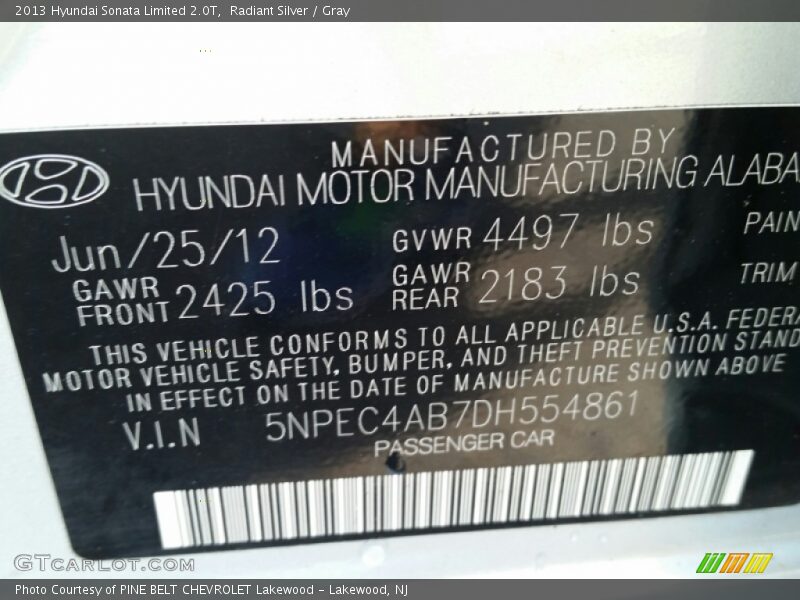 2013 Hyundai Sonata Limited 2.0T, Radiant Silver / Gray
MANUFACTURED BY
HYUNDAI MOTOR MANUFACTURING ALABA
Jun/25/12 GVWR 4497 lbs PAIN
GAWR FRONT 2425 lbs GAWR REAR 2183 lbs TRIM
THIS VEHICLE CONFORMS TO ALL APPLICABLE U.S.A. FEDERA
MOTOR VEHICLE SAFETY, BUMPER, AND THEFT PREVENTION STAND
IN EFFECT ON THE DATE OF MANUFACTURE SHOWN ABOVE
V.I.N 5NPEC4AB7DH554861
PASSENGER CAR
GTCARLOT.COM
Photo Courtesy of PINE BELT CHEVROLET Lakewood - Lakewood, NJ